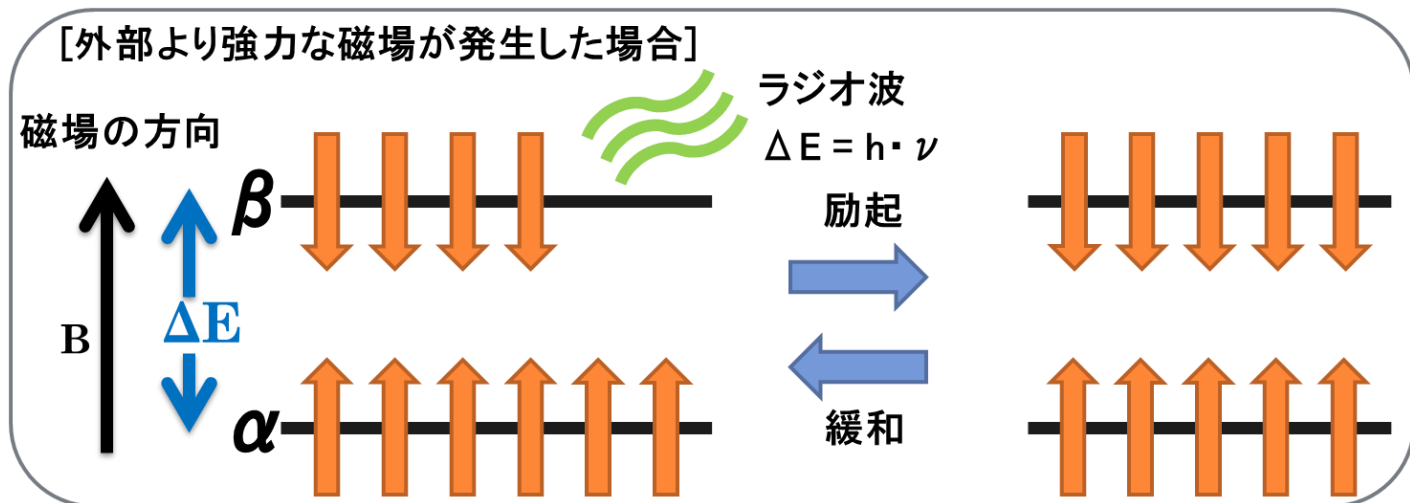 [外部より強力な磁場が発生した場合]
磁場の方向
ラジオ波
ΔE = h・ν
β
励起
B
ΔE
α
緩和